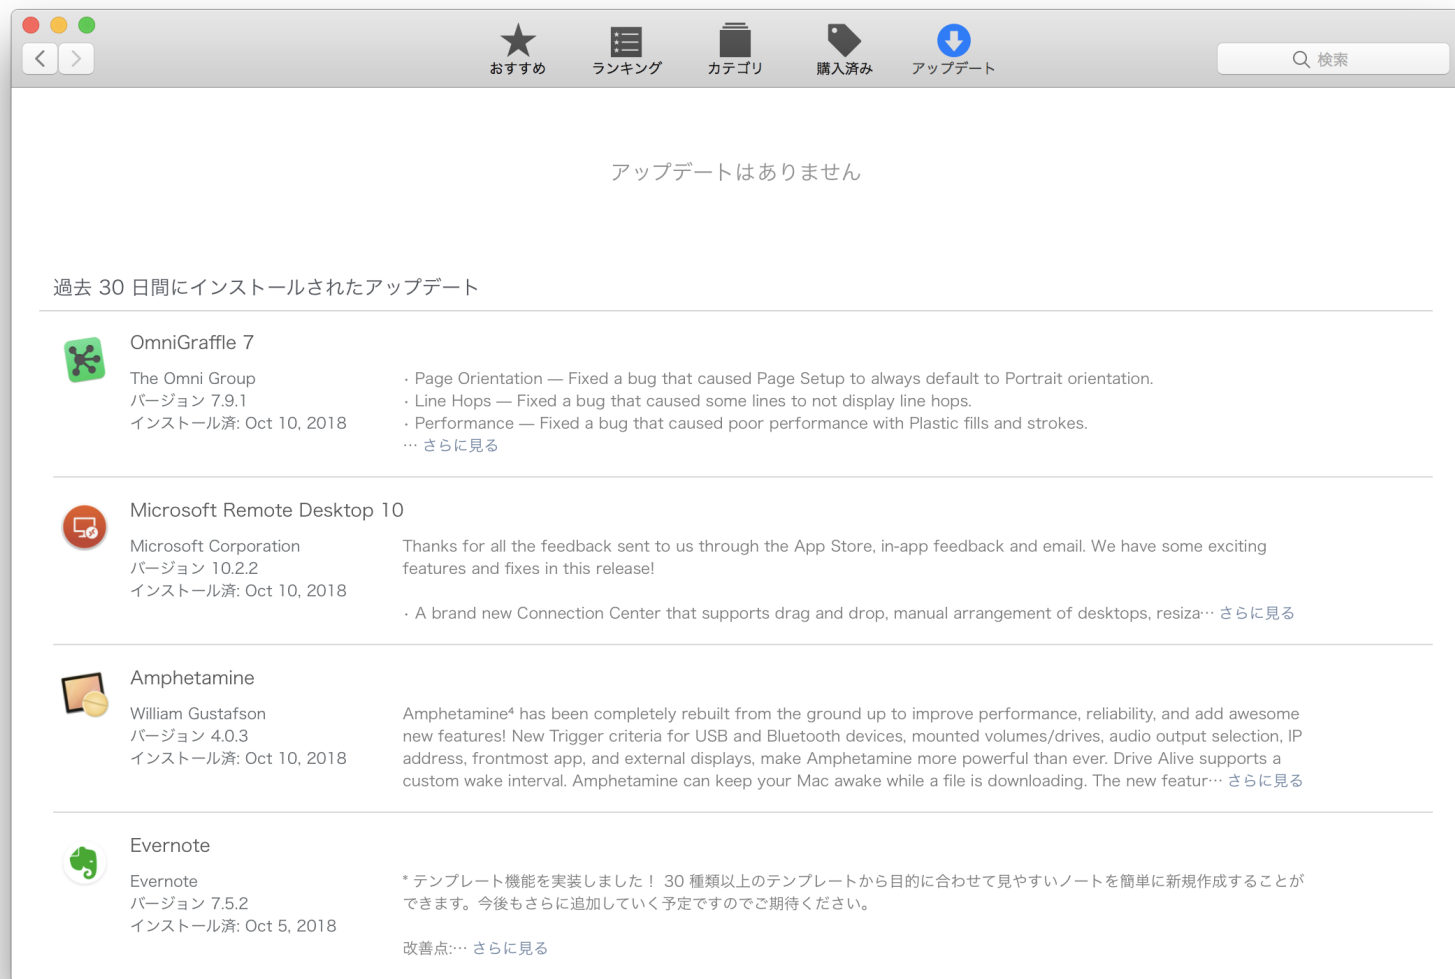 おすすめ
ランキング
カテゴリ
購入済み
アップデート
検索
アップデートはありません
過去 30 日間にインストールされたアップデート
OmniGraffle 7
The Omni Group
バージョン 7.9.1
インストール済: Oct 10, 2018
· Page Orientation — Fixed a bug that caused Page Setup to always default to Portrait orientation.
· Line Hops — Fixed a bug that caused some lines to not display line hops.
· Performance — Fixed a bug that caused poor performance with Plastic fills and strokes.
… さらに見る
Microsoft Remote Desktop 10
Microsoft Corporation
バージョン 10.2.2
インストール済: Oct 10, 2018
Thanks for all the feedback sent to us through the App Store, in-app feedback and email. We have some exciting
features and fixes in this release!
· A brand new Connection Center that supports drag and drop, manual arrangement of desktops, resiza… さらに見る
Amphetamine
William Gustafson
バージョン 4.0.3
インストール済: Oct 10, 2018
Amphetamine⁴ has been completely rebuilt from the ground up to improve performance, reliability, and add awesome
new features! New Trigger criteria for USB and Bluetooth devices, mounted volumes/drives, audio output selection, IP
address, frontmost app, and external displays, make Amphetamine more powerful than ever. Drive Alive supports a
custom wake interval. Amphetamine can keep your Mac awake while a file is downloading. The new featur… さらに見る
Evernote
Evernote
バージョン 7.5.2
インストール済: Oct 5, 2018
* テンプレート機能を実装しました！ 30 種類以上のテンプレートから目的に合わせて見やすいノートを簡単に新規作成することが
できます。今後もさらに追加していく予定ですのでご期待ください。
改善点:… さらに見る